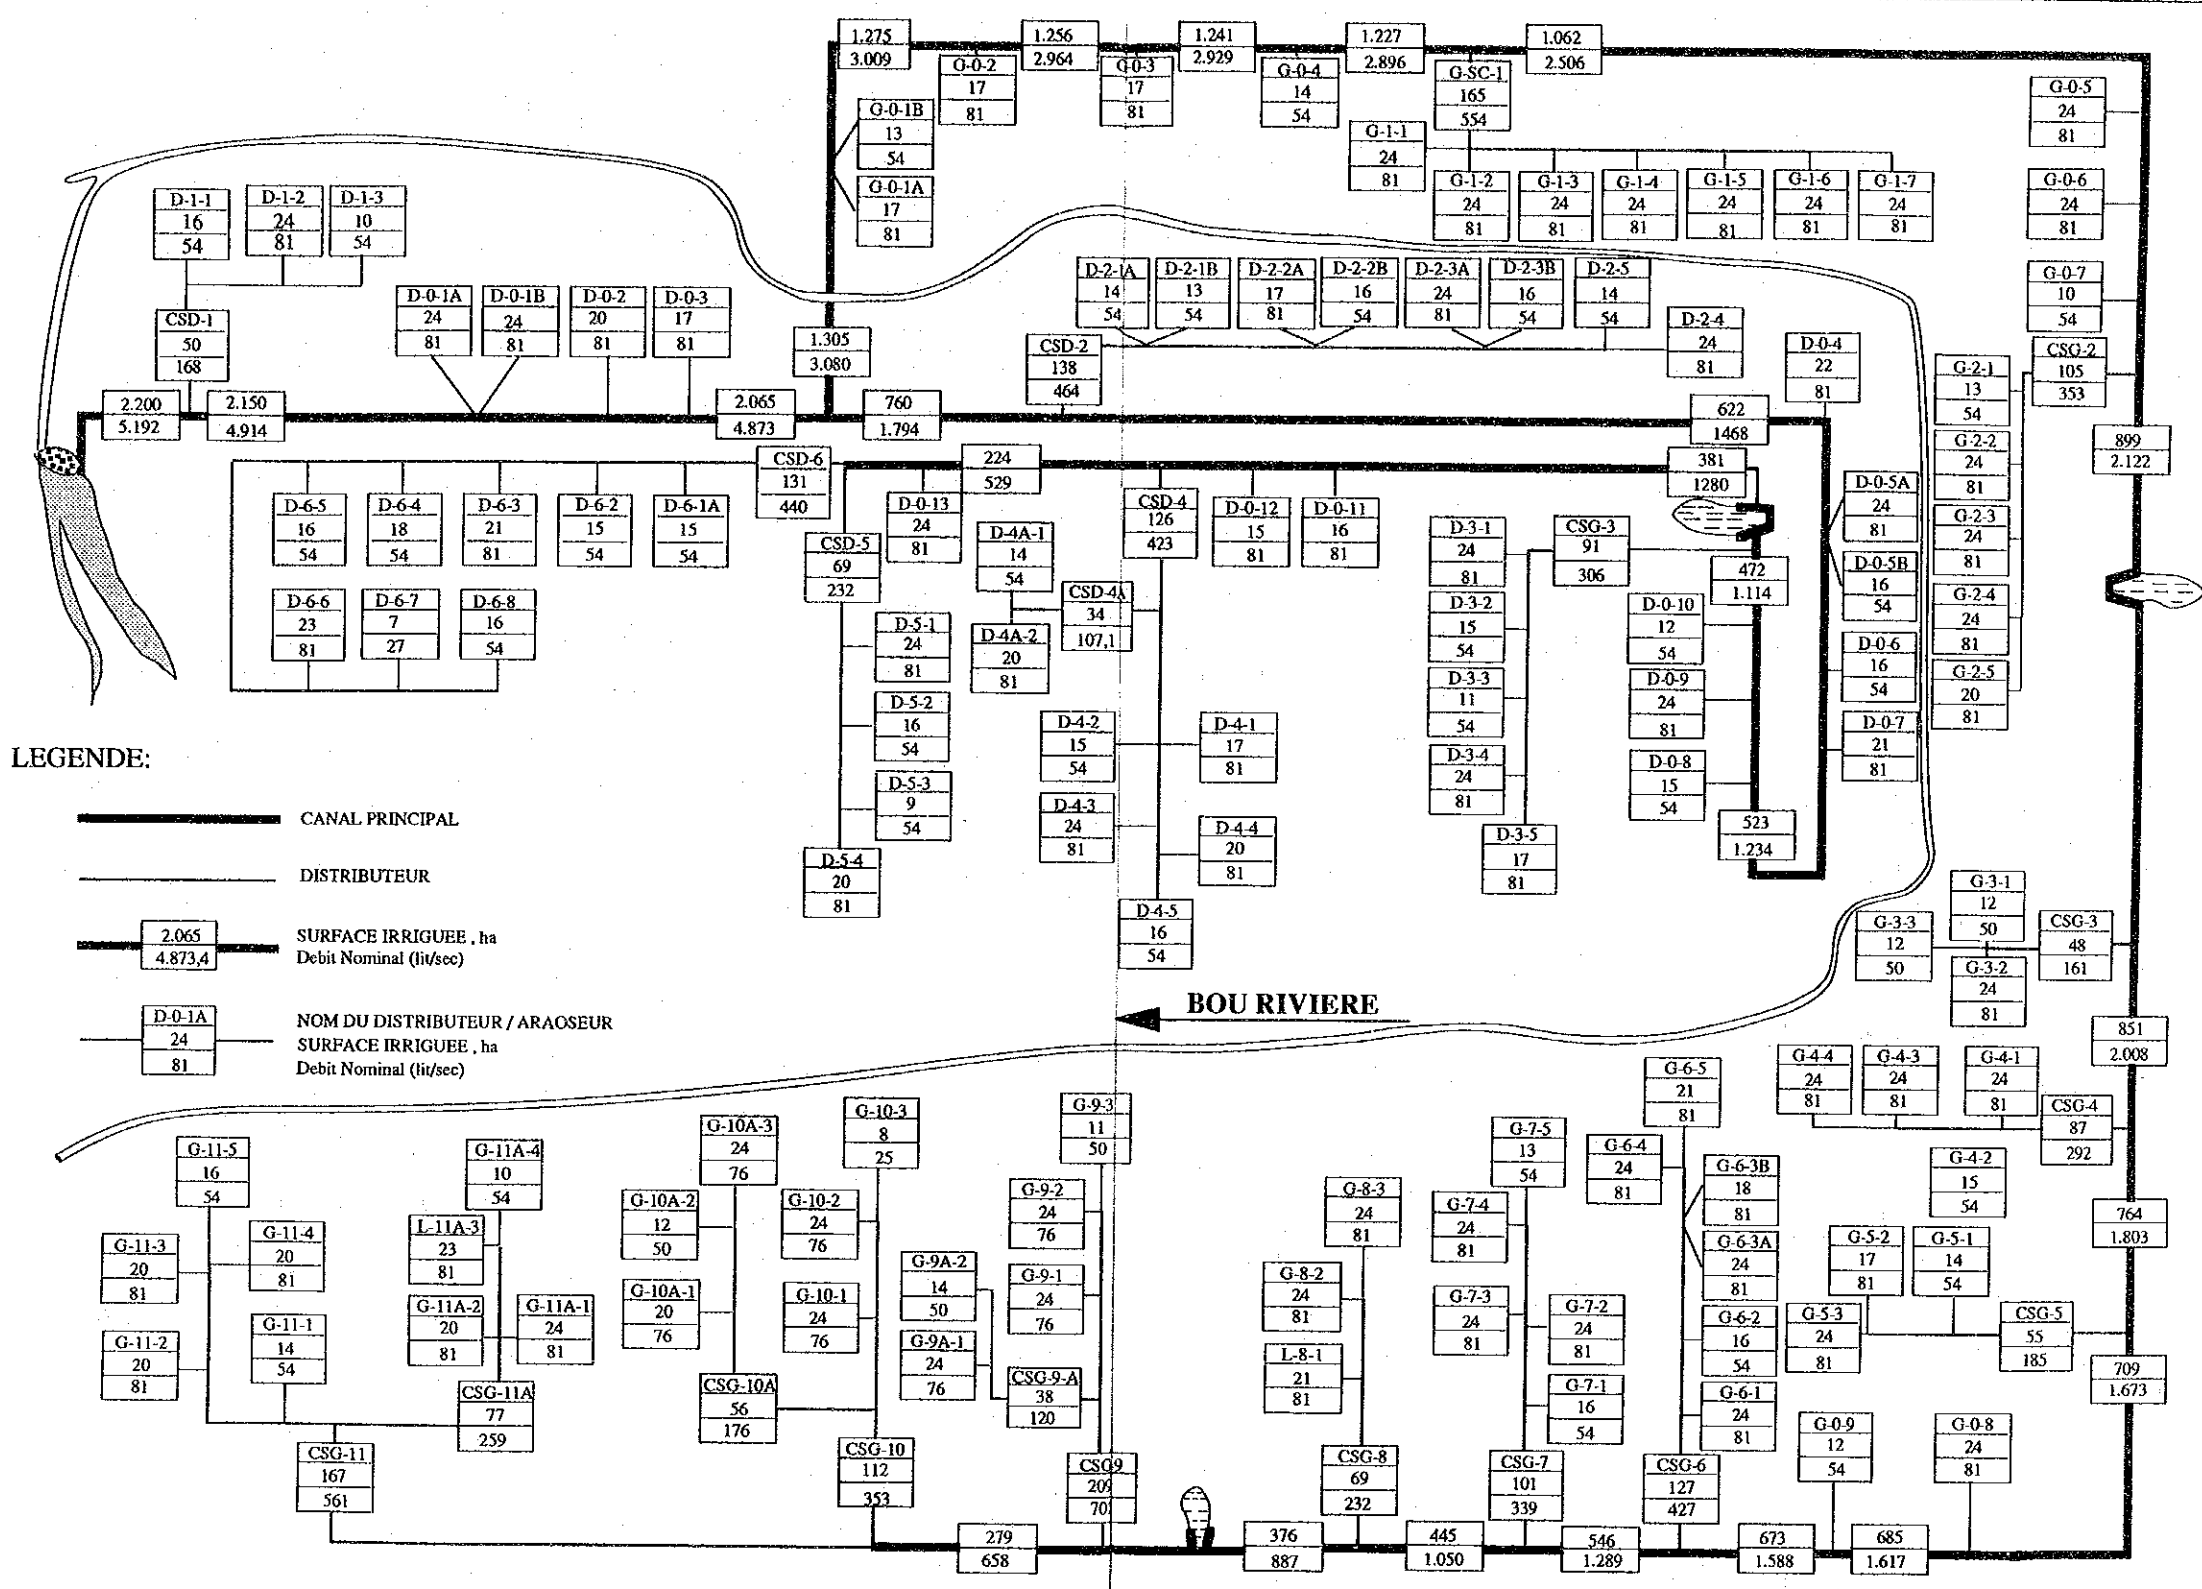 1.275
3.009
1.256
2.964
1.241
2.929
1.227
2.896
1.062
2.506
G-0-2
17
81
G-0-3
17
81
G-0-4
14
54
G-SC-1
165
554
G-0-5
24
81
G-0-1B
13
54
G-1-1
24
81
G-0-1A
17
81
G-1-2
24
81
G-1-3
24
81
G-1-4
24
81
G-1-5
24
81
G-1-6
24
81
G-1-7
24
81
G-0-6
24
81
D-1-1
16
54
D-1-2
24
81
D-1-3
10
54
G-0-7
10
54
CSD-1
50
168
D-0-1A
24
81
D-0-1B
24
81
D-0-2
20
81
D-0-3
17
81
1.305
3.080
D-2-1A
14
54
D-2-1B
13
54
D-2-2A
17
81
D-2-2B
16
54
D-2-3A
24
81
D-2-3B
16
54
D-2-5
14
54
D-2-4
24
81
CSD-2
138
464
D-0-4
22
81
CSG-2
105
353
G-2-1
13
54
2.200
5.192
2.150
4.914
2.065
4.873
760
1.794
622
1468
899
2.122
G-2-2
24
81
CSD-6
131
440
224
529
381
1280
D-6-5
16
54
D-6-4
18
54
D-6-3
21
81
D-6-2
15
54
D-6-1A
15
54
D-0-13
24
81
CSD-4
126
423
D-0-12
15
81
D-0-11
16
81
D-0-5A
24
81
G-2-3
24
81
CSD-5
69
232
D-4A-1
14
54
D-3-1
24
81
CSG-3
91
306
472
1.114
D-0-5B
16
54
D-6-6
23
81
D-6-7
7
27
D-6-8
16
54
CSD-4A
34
107,1
D-4A-2
20
81
D-3-2
15
54
D-0-10
12
54
G-2-4
24
81
D-5-1
24
81
D-0-6
16
54
G-2-5
20
81
D-5-2
16
54
D-3-3
11
54
D-0-9
24
81
D-4-2
15
54
D-4-1
17
81
D-0-7
21
81
D-3-4
24
81
D-0-8
15
54
D-5-3
9
54
D-4-3
24
81
D-4-4
20
81
D-3-5
17
81
523
1.234
D-5-4
20
81
D-4-5
16
54
LEGENDE:
CANAL PRINCIPAL
DISTRIBUTEUR
2.065
4.873,4
SURFACE IRRIGUEE , ha
Debit Nominal (lit/sec)
D-0-1A
24
81
NOM DU DISTRIBUTEUR / ARAOSEUR
SURFACE IRRIGUEE , ha
Debit Nominal (lit/sec)
BOU RIVIERE
G-3-1
12
50
G-3-3
12
50
CSG-3
48
161
G-3-2
24
81
851
2.008
G-4-4
24
81
G-4-3
24
81
G-4-1
24
81
CSG-4
87
292
G-4-2
15
54
764
1.803
G-5-2
17
81
G-5-1
14
54
G-5-3
24
81
CSG-5
55
185
709
1.673
G-6-5
21
81
G-6-4
24
81
G-6-3B
18
81
G-6-3A
24
81
G-6-2
16
54
G-6-1
24
81
G-7-5
13
54
G-7-4
24
81
G-7-3
24
81
G-7-2
24
81
G-7-1
16
54
G-8-3
24
81
G-8-2
24
81
L-8-1
21
81
G-9-3
11
50
G-9-2
24
76
G-9-1
24
76
G-9A-2
14
50
G-9A-1
24
76
CSG-9-A
38
120
G-10-3
8
25
G-10-2
24
76
G-10-1
24
76
G-10A-3
24
76
G-10A-2
12
50
G-10A-1
20
76
CSG-10A
56
176
G-11-5
16
54
G-11A-4
10
54
L-11A-3
23
81
G-11-3
20
81
G-11-4
20
81
G-11A-2
20
81
G-11A-1
24
81
G-11-2
20
81
G-11-1
14
54
CSG-11A
77
259
CSG-11
167
561
CSG-10
112
353
CSG9
209
70
CSG-8
69
232
CSG-7
101
339
CSG-6
127
427
G-0-9
12
54
G-0-8
24
81
279
658
376
887
445
1.050
546
1.289
673
1.588
685
1.617